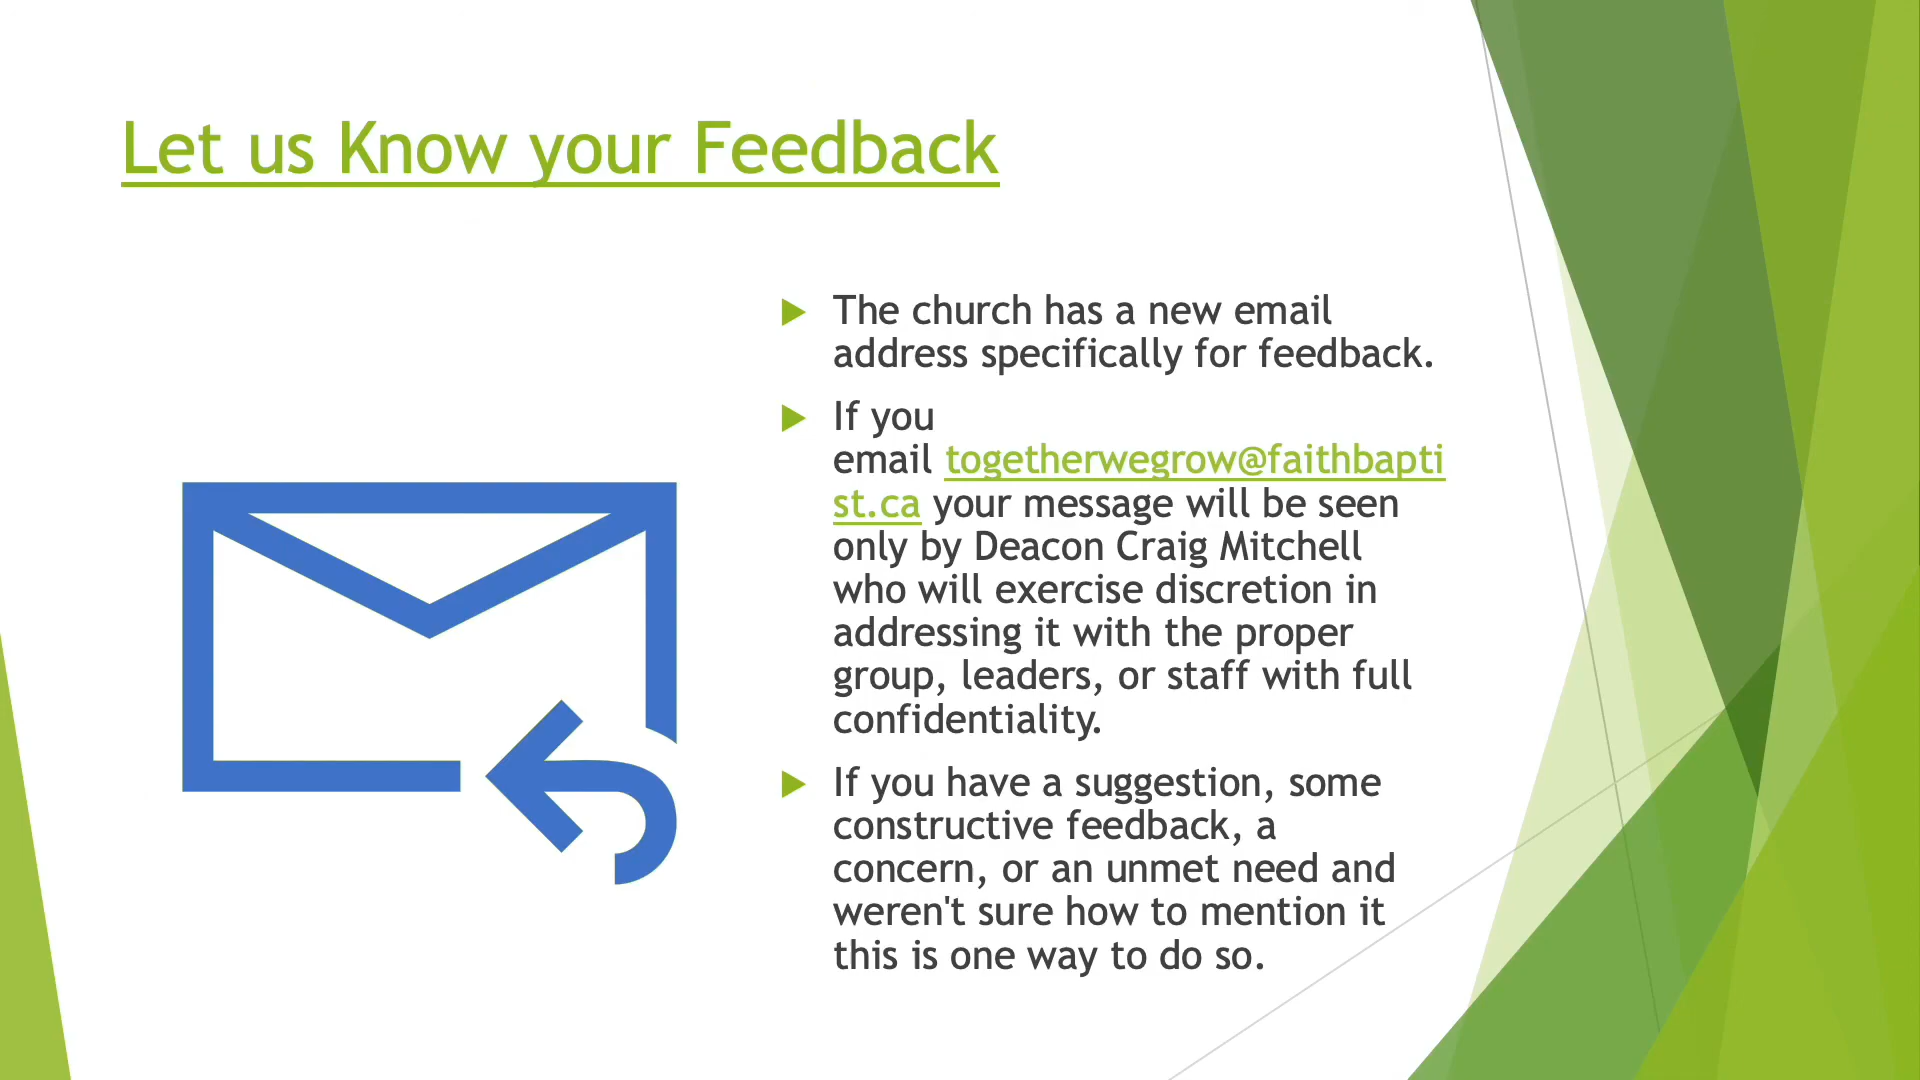 Let us Know your Feedback
The church has a new email
address specifically for feedback.
If you
email togetherwegrow@faithbapti
st.ca your message will be seen
only by Deacon Craig Mitchell
who will exercise discretion in
addressing it with the proper
group, leaders, or staff with full
confidentiality.
If you have a suggestion, some
constructive feedback, a
concern, or an unmet need and
weren't sure how to mention it
this is one way to do so.